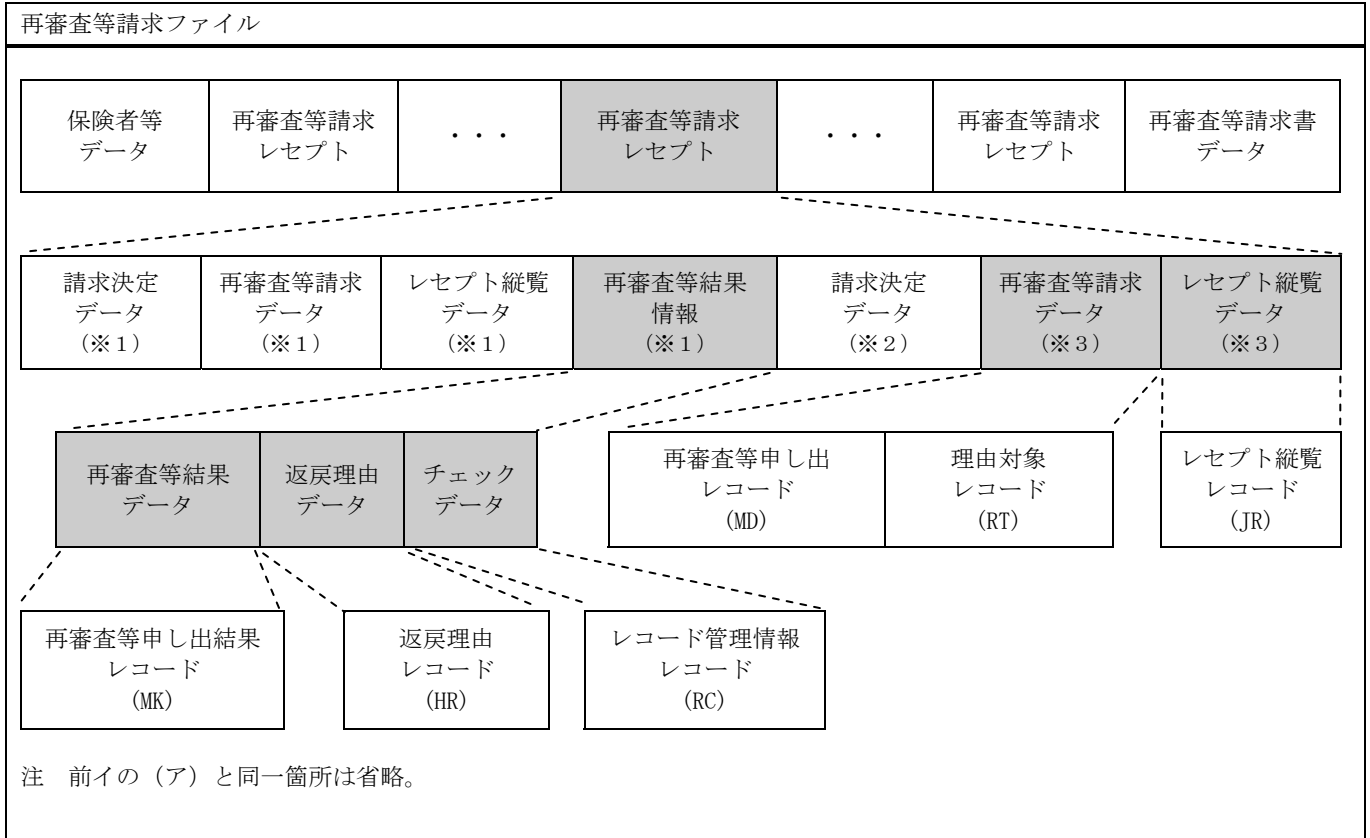 再審査等請求ファイル
保険者等
データ
再審査等請求
レセプト
・・・
再審査等請求
レセプト
・・・
再審査等請求
レセプト
再審査等請求書
データ
請求決定
データ
(※1)
再審査等請求
データ
(※1)
レセプト縦覧
データ
(※1)
再審査等結果
情報
(※1)
請求決定
データ
(※2)
再審査等請求
データ
(※3)
レセプト縦覧
データ
(※3)
再審査等結果
データ
返戻理由
データ
チェック
データ
再審査等申し出
レコード
(MD)
理由対象
レコード
(RT)
レセプト縦覧
レコード
(JR)
再審査等申し出結果
レコード
(MK)
返戻理由
レコード
(HR)
レコード管理情報
レコード
(RC)
注 前イの（ア）と同一箇所は省略。